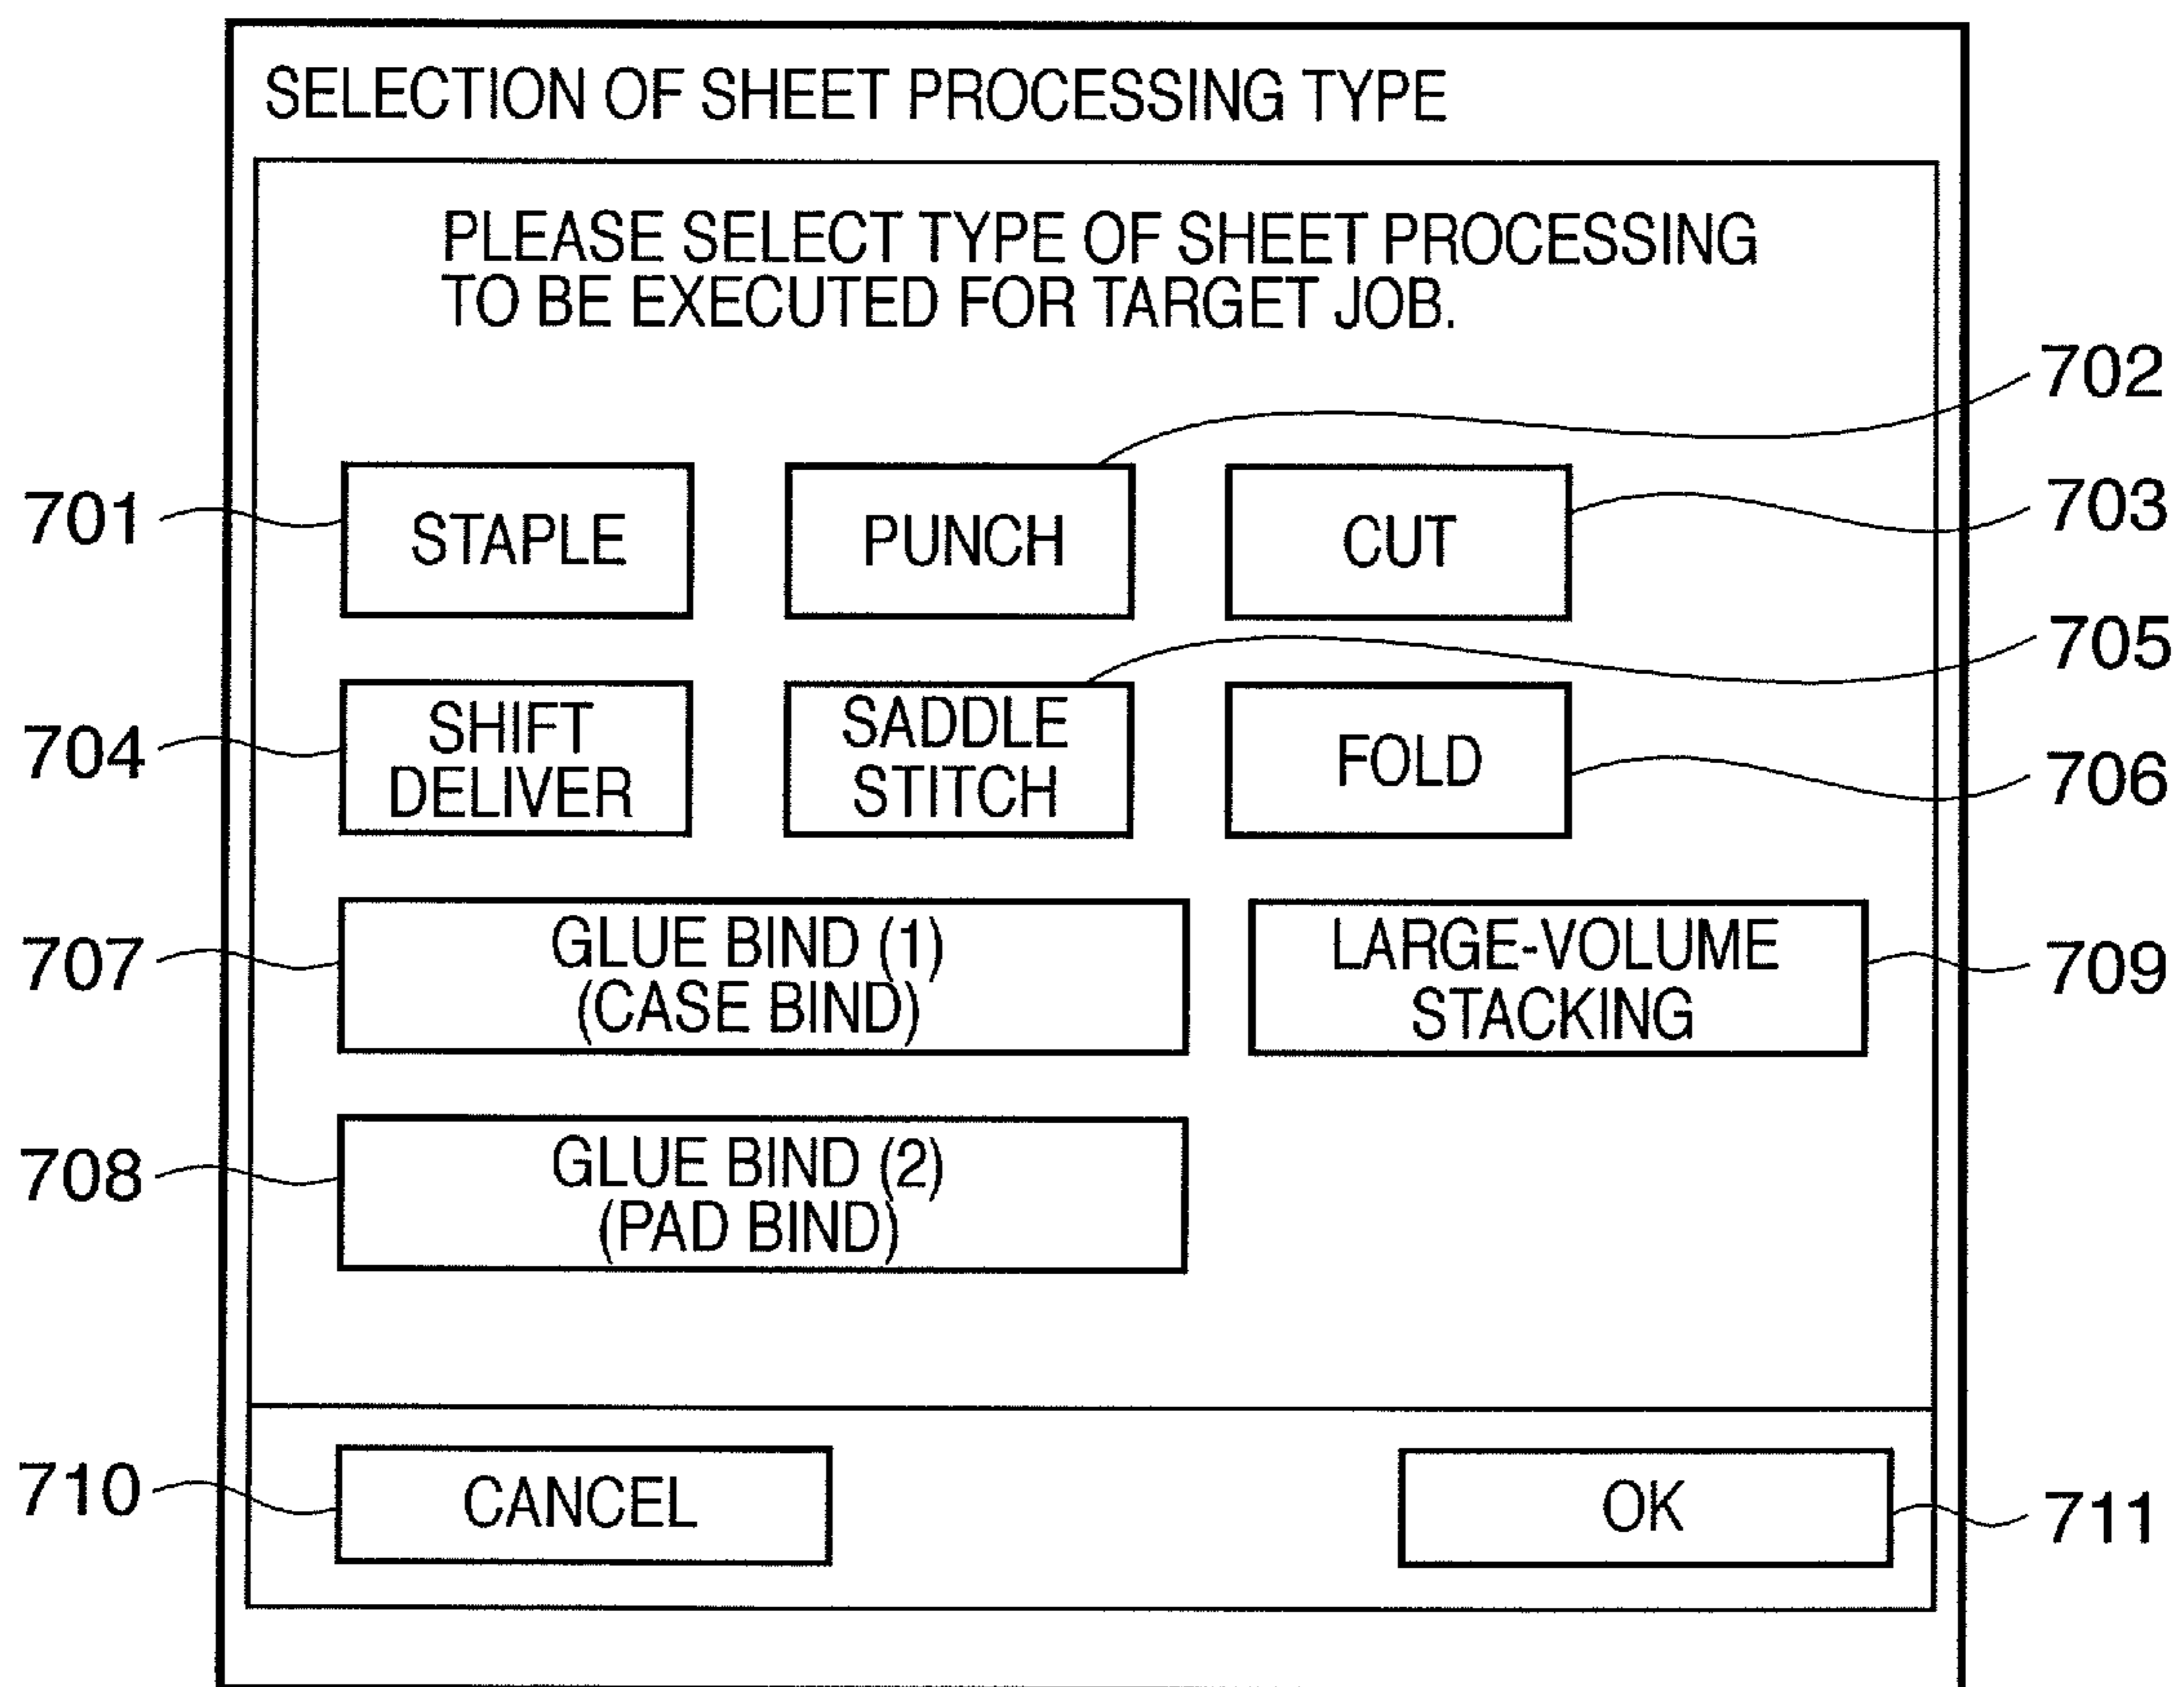 SELECTION OF SHEET PROCESSING TYPE
PLEASE SELECT TYPE OF SHEET PROCESSING
TO BE EXECUTED FOR TARGET JOB.
702
701
STAPLE
PUNCH
CUT
703
705
704
SHIFT
DELIVER
SADDLE
STITCH
FOLD
706
707
GLUE BIND (1)
(CASE BIND)
LARGE-VOLUME
STACKING
709
708
GLUE BIND (2)
(PAD BIND)
710
CANCEL
OK
711